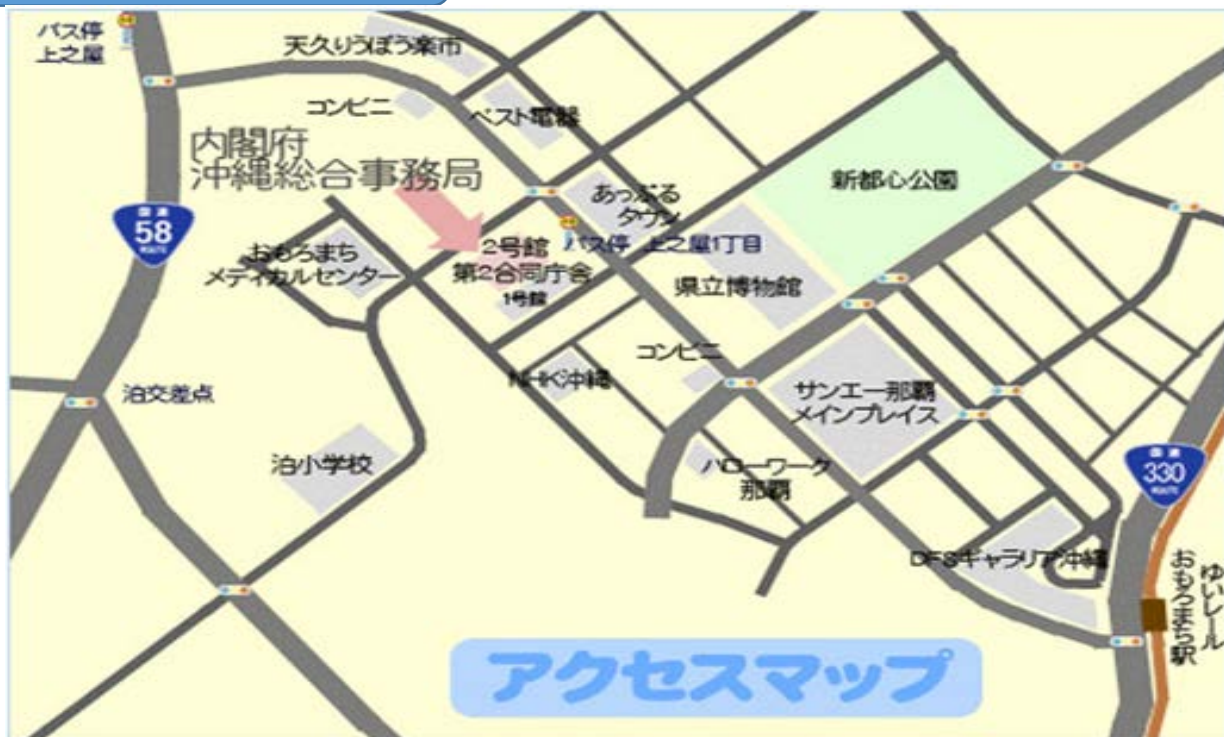 バス停
上之屋
天久りうぼう楽市
コンビニ
ベスト電器
内閣府
沖縄総合事務局
新都心公園
あっぷる
タウン
国道
58
ROUTE
2号館
第2合同庁舎
1号館
バス停 上之屋1丁目
おもろまち
メディカルセンター
県立博物館
コンビニ
NHK沖縄
サンエー那覇
メインプレイス
泊交差点
泊小学校
ハローワーク
那覇
国道
330
ROUTE
DFSギャラリア沖縄
ゆいレール
おもろまち駅
アクセスマップ